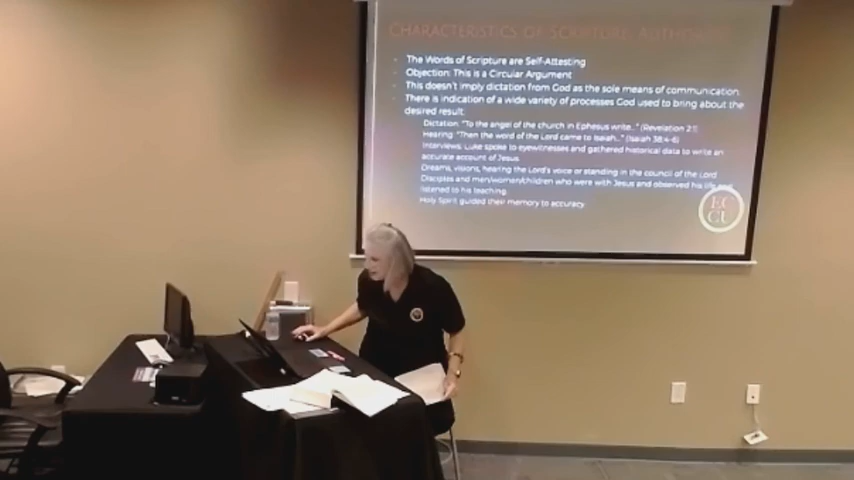 CHARACTERISTICS OF SCRIPTURE: AUTHORITY
The Words of Scripture are Self-Attesting
Objection: This is a Circular Argument
This doesn't imply dictation from God as the sole means of communication.
There is indication of a wide variety of processes God used to bring about the
desired result.
Dictation: "To the angel of the church in Ephesus write..." (Revelation 2:1)
Hearing: "Then the word of the Lord came to Isaiah..." (Isaiah 38:4-6)
Interviews: Luke spoke to eyewitnesses and gathered historical data to write an
accurate account of Jesus
Dreams, visions, hearing the Lord's voice or standing in the council of the Lord
Disciples and men/women/children who were with Jesus and observed his life and
listened to his teaching.
Holy Spirit guided their memory to accuracy.
EC
CU